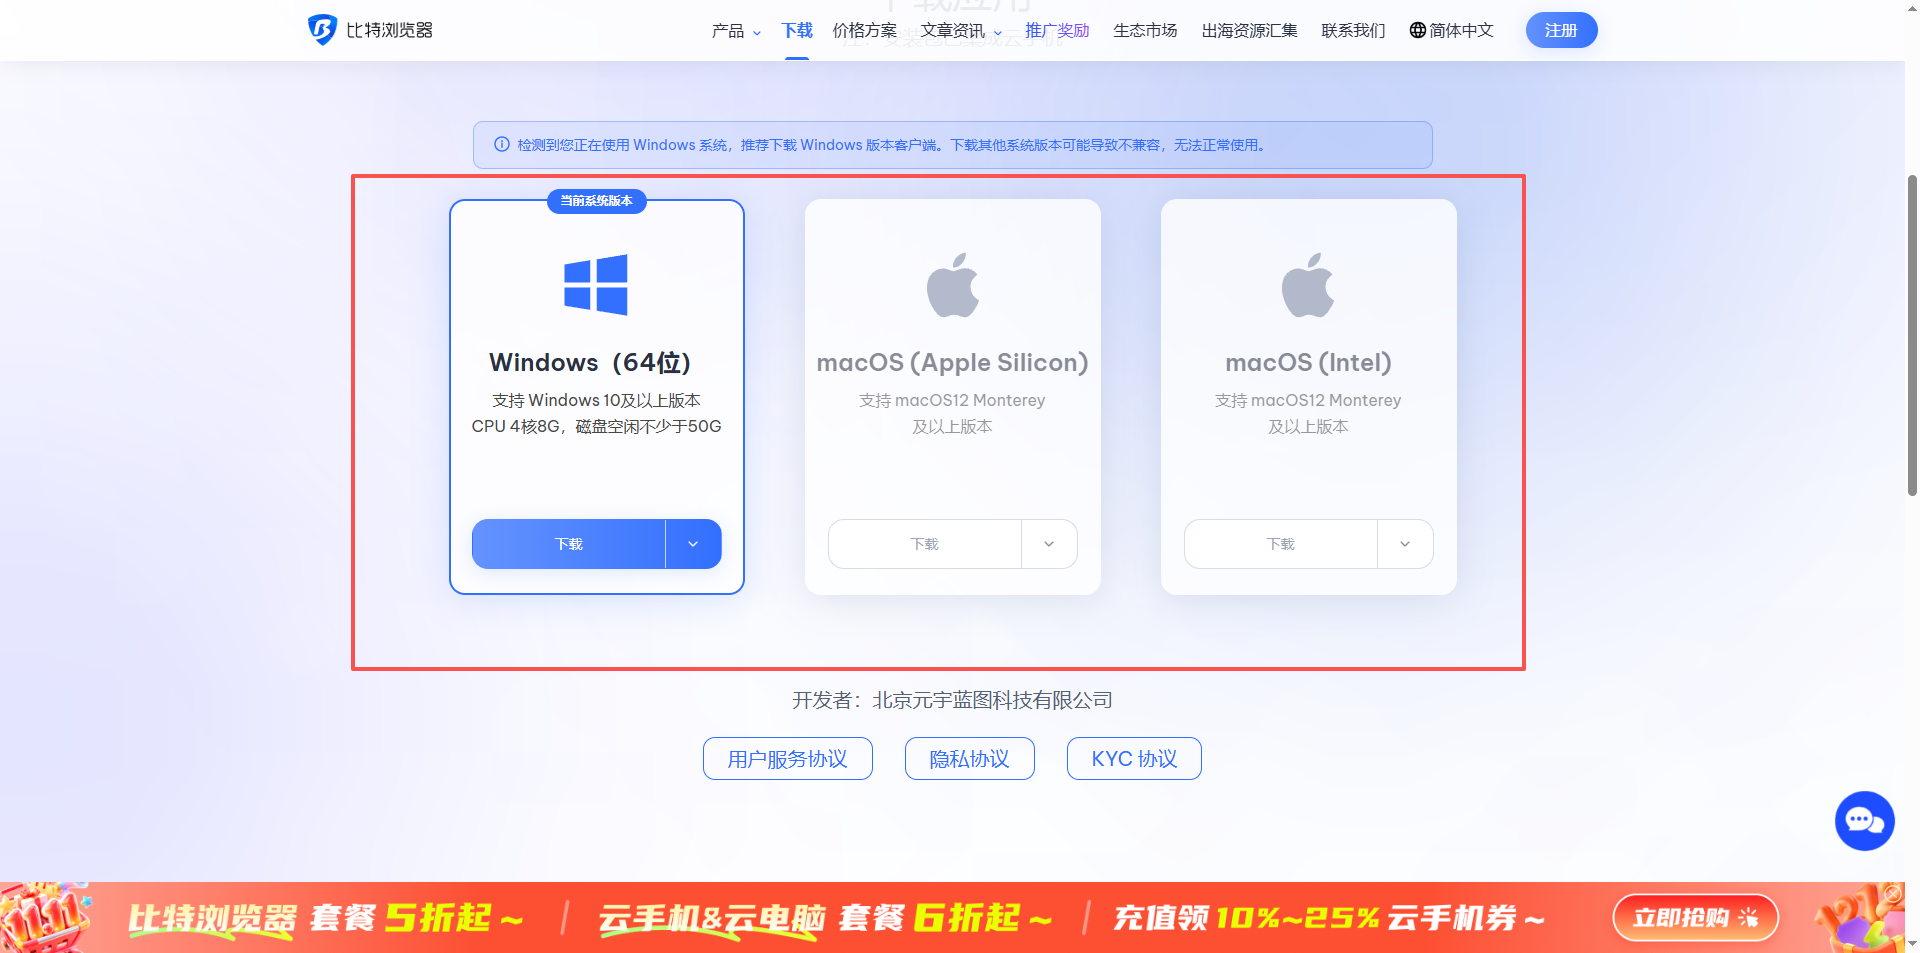 比特浏览器
产品
下载
价格方案
文章资讯
推广奖励
生态市场
出海资源汇集
联系我们
简体中文
注册
检测到您正在使用 Windows 系统，推荐下载 Windows 版本客户端。下载其他系统版本可能导致不兼容，无法正常使用。
当前系统版本
Windows（64位）
支持 Windows 10及以上版本
CPU 4核8G，磁盘空闲不少于50G
下载
macOS (Apple Silicon)
支持 macOS12 Monterey
及以上版本
下载
macOS (Intel)
支持 macOS12 Monterey
及以上版本
下载
开发者：北京元宇蓝图科技有限公司
用户服务协议
隐私协议
KYC 协议
11.11
比特浏览器 套餐 5折起 ~
云手机&云电脑 套餐 6折起 ~
充值领 10%~25% 云手机券 ~
立即抢购